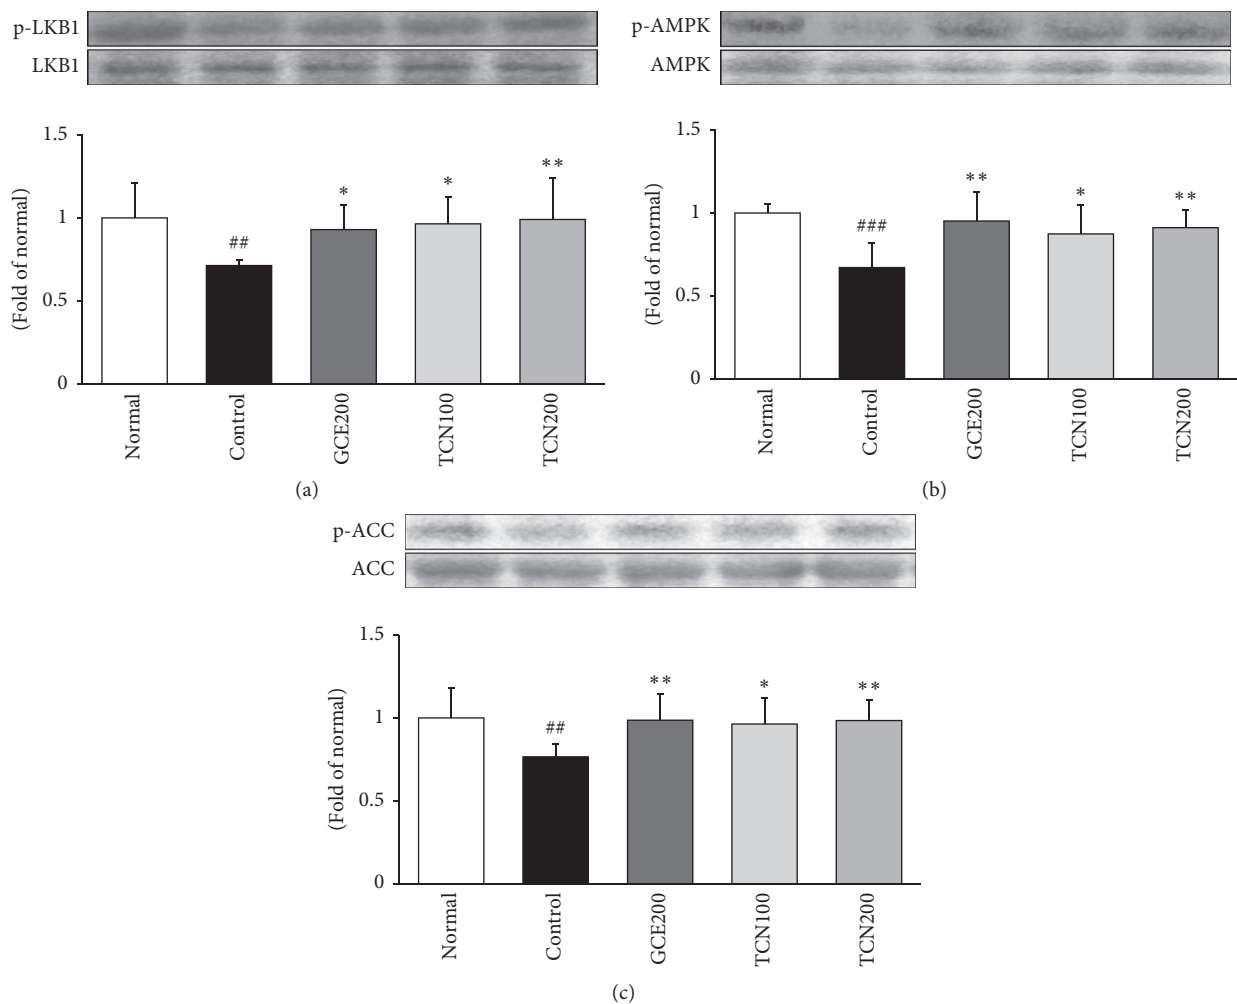 p-LKB1
LKB1
(Fold of normal)
1.5
1
0.5
0
##
*
*
**
Normal
Control
GCE200
TCN100
TCN200
(a)
p-AMPK
AMPK
(Fold of normal)
1.5
1
0.5
0
###
**
*
**
Normal
Control
GCE200
TCN100
TCN200
(b)
p-ACC
ACC
(Fold of normal)
1.5
1
0.5
0
##
**
*
**
Normal
Control
GCE200
TCN100
TCN200
(c)